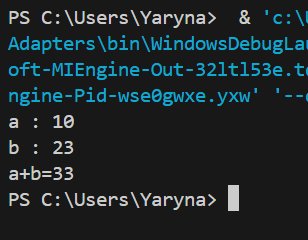 PS C:\Users\Yaryna>  & 'c:\
Adapters\bin\WindowsDebugLau
oft-MIEngine-Out-32ltl53e.t
ngine-Pid-wse0gwxe.yxw' '--
a : 10
b : 23
a+b=33
PS C:\Users\Yaryna>